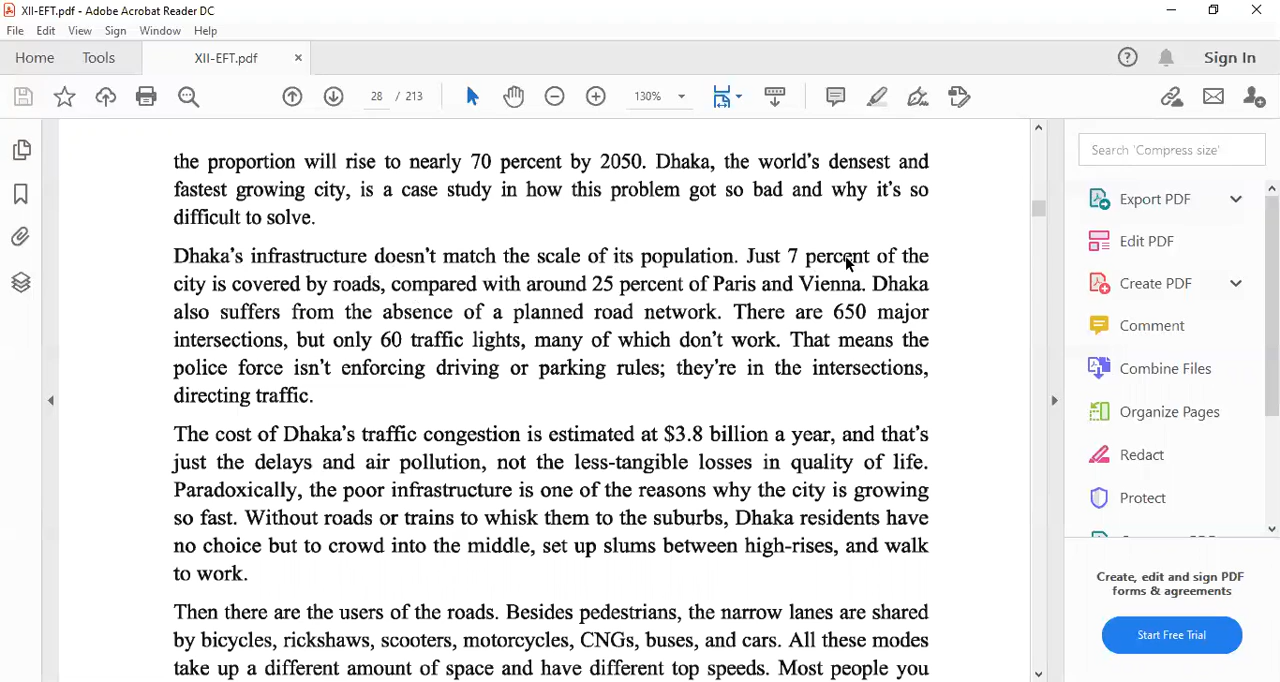 XII-EFT.pdf - Adobe Acrobat Reader DC
File Edit View Sign Window Help
Home Tools XII-EFT.pdf × Sign In
28 / 213 130%
the proportion will rise to nearly 70 percent by 2050. Dhaka, the world's densest and
fastest growing city, is a case study in how this problem got so bad and why it's so
difficult to solve.
Dhaka's infrastructure doesn't match the scale of its population. Just 7 percent of the
city is covered by roads, compared with around 25 percent of Paris and Vienna. Dhaka
also suffers from the absence of a planned road network. There are 650 major
intersections, but only 60 traffic lights, many of which don't work. That means the
police force isn't enforcing driving or parking rules; they're in the intersections,
directing traffic.
The cost of Dhaka's traffic congestion is estimated at $3.8 billion a year, and that's
just the delays and air pollution, not the less-tangible losses in quality of life.
Paradoxically, the poor infrastructure is one of the reasons why the city is growing
so fast. Without roads or trains to whisk them to the suburbs, Dhaka residents have
no choice but to crowd into the middle, set up slums between high-rises, and walk
to work.
Then there are the users of the roads. Besides pedestrians, the narrow lanes are shared
by bicycles, rickshaws, scooters, motorcycles, CNGs, buses, and cars. All these modes
take up a different amount of space and have different top speeds. Most people you
Search 'Compress size'
Export PDF
Edit PDF
Create PDF
Comment
Combine Files
Organize Pages
Redact
Protect
Create, edit and sign PDF
forms & agreements
Start Free Trial